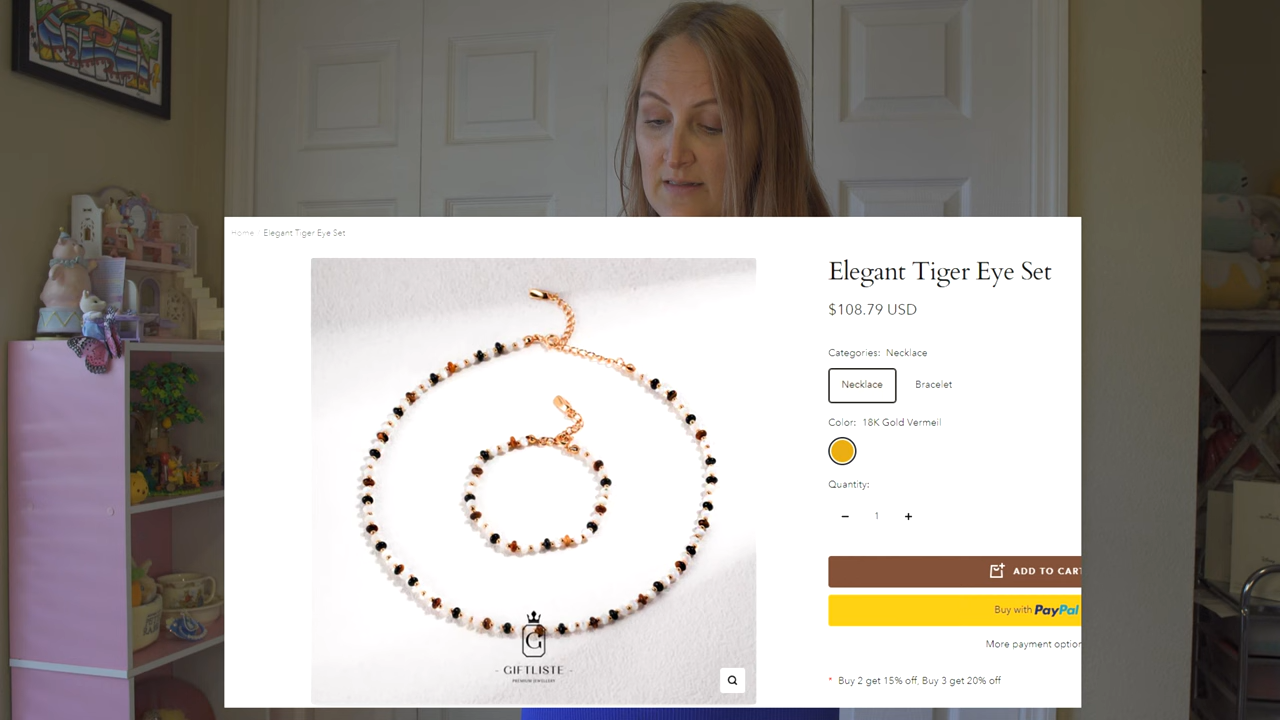 Home
Elegant Tiger Eye Set
Elegant Tiger Eye Set
$108.79 USD
Categories: Necklace
Necklace
Bracelet
Color: 18K Gold Vermeil
Quantity:
− 1 +
ADD TO CART
Buy with PayPal
More payment option
* Buy 2 get 15% off, Buy 3 get 20% off
G
- GIFTLISTE -
PREMIUM JEWELLERY